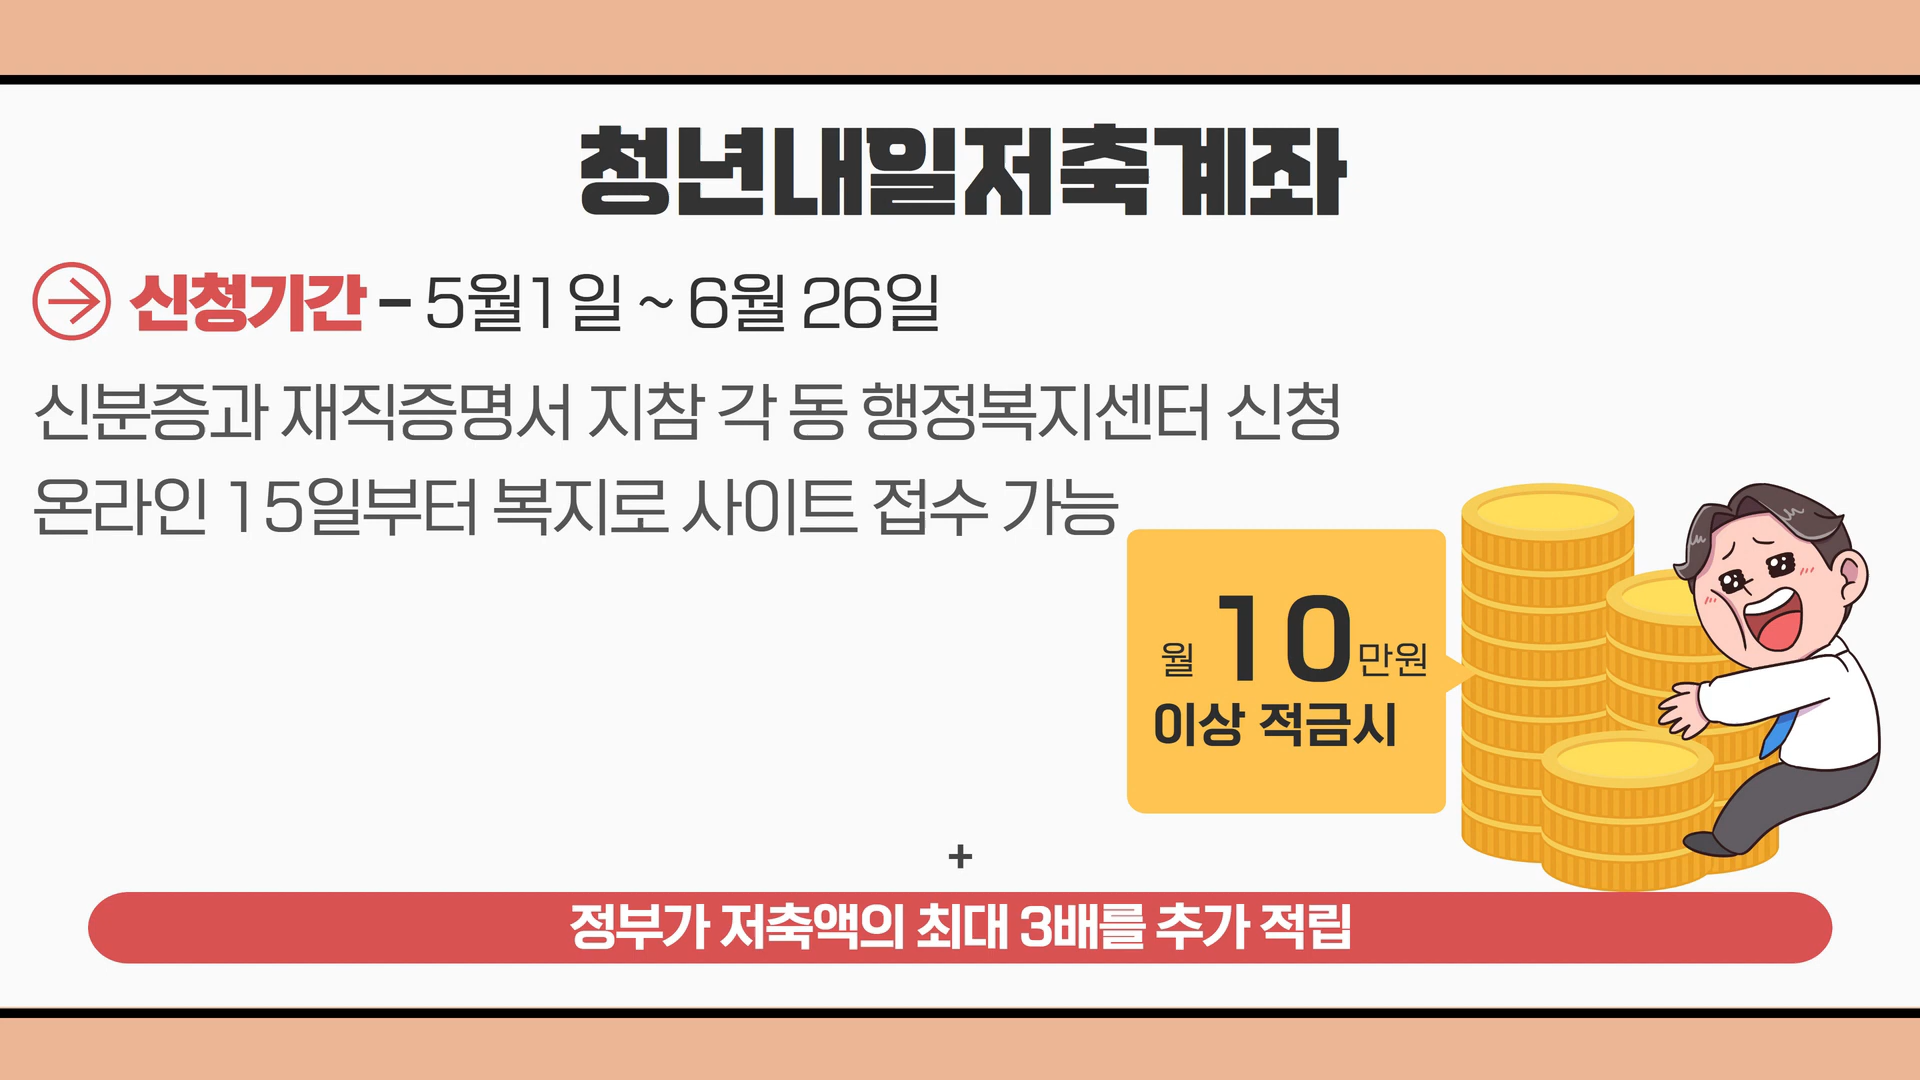 청년내일저축계좌
신청기간 - 5월1일 ~ 6월 26일
신분증과 재직증명서 지참 각 동 행정복지센터 신청
온라인 15일부터 복지로 사이트 접수 가능
월 10만원
이상 적금시
+
정부가 저축액의 최대 3배를 추가 적립